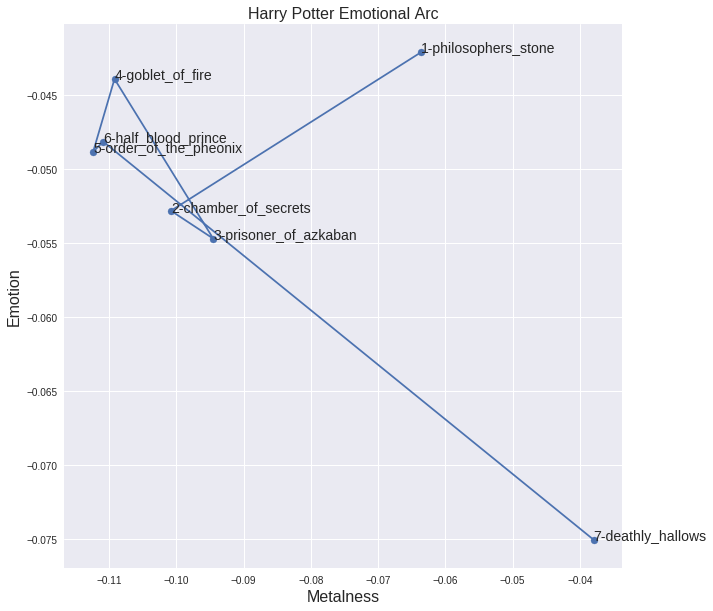 Harry Potter Emotional Arc
1-philosophers_stone
4-goblet_of_fire
6-half_blood_prince
5-order_of_the_pheonix
2-chamber_of_secrets
3-prisoner_of_azkaban
7-deathly_hallows
Emotion
−0.045
−0.050
−0.055
−0.060
−0.065
−0.070
−0.075
−0.11
−0.10
−0.09
−0.08
−0.07
−0.06
−0.05
−0.04
Metalness